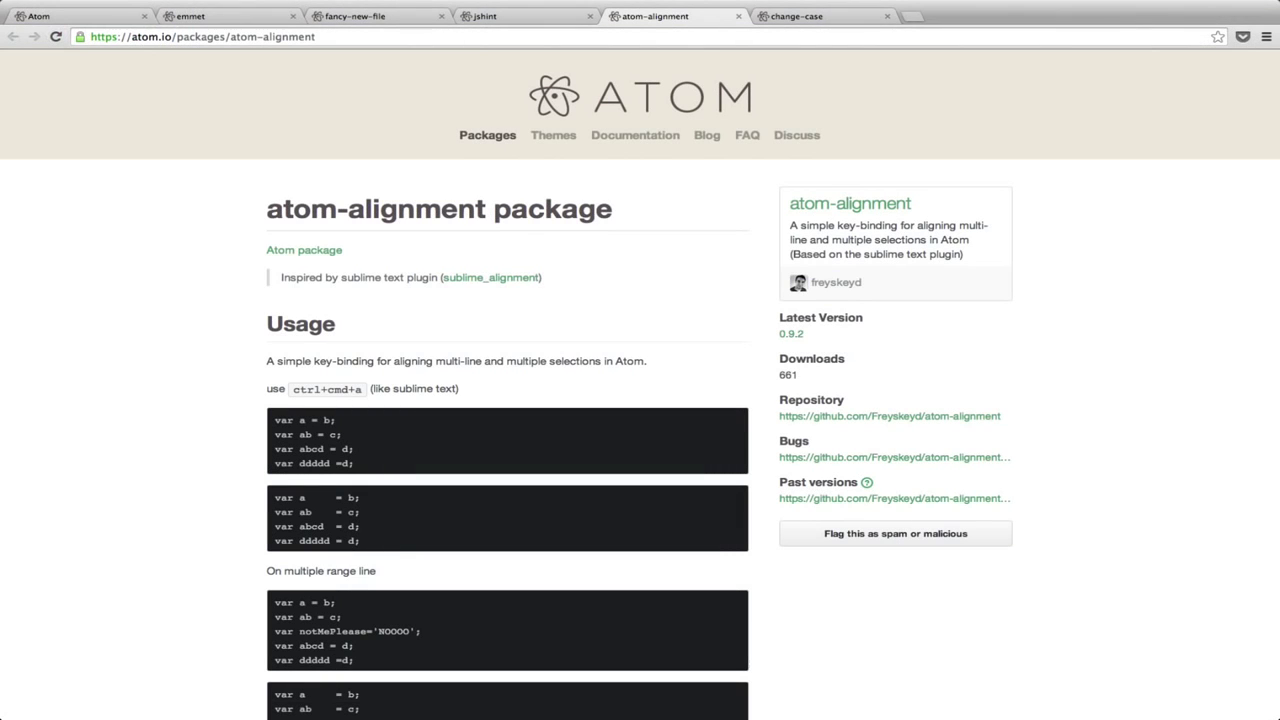 Atom
emmet
fancy-new-file
jshint
atom-alignment
change-case
https://atom.io/packages/atom-alignment
ATOM
Packages Themes Documentation Blog FAQ Discuss
atom-alignment package
Atom package
Inspired by sublime text plugin (sublime_alignment)
Usage
A simple key-binding for aligning multi-line and multiple selections in Atom.
use ctrl+cmd+a (like sublime text)
var a = b;
var ab = c;
var abcd = d;
var ddddd =d;
var a     = b;
var ab    = c;
var abcd  = d;
var ddddd = d;
On multiple range line
var a = b;
var ab = c;
var notMePlease='NOOOO';
var abcd = d;
var ddddd =d;
var a     = b;
var ab    = c;
atom-alignment
A simple key-binding for aligning multi-
line and multiple selections in Atom
(Based on the sublime text plugin)
freyskeyd
Latest Version
0.9.2
Downloads
661
Repository
https://github.com/Freyskeyd/atom-alignment
Bugs
https://github.com/Freyskeyd/atom-alignment...
Past versions ?
https://github.com/Freyskeyd/atom-alignment...
Flag this as spam or malicious